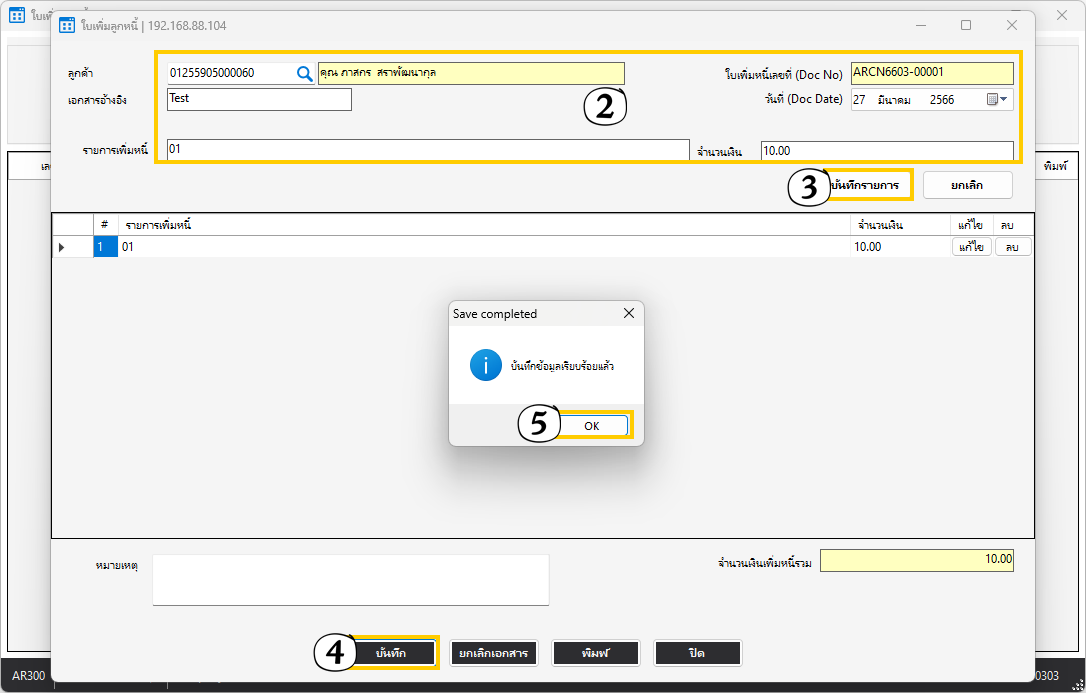 ใบเพิ่มลูกหนี้ | 192.168.88.104
ลูกค้า 01255905000060 คุณ ภาสกร สราพัฒนากุล ใบเพิ่มหนี้เลขที่ (Doc No) ARCN6603-00001
เอกสารอ้างอิง Test 2 วันที่ (Doc Date) 27 มีนาคม 2566
รายการเพิ่มหนี้ 01 จำนวนเงิน 10.00
พิมพ์
3 บันทึกรายการ ยกเลิก
# รายการเพิ่มหนี้ จำนวนเงิน แก้ไข ลบ
1 01 10.00 แก้ไข ลบ
Save completed
บันทึกข้อมูลเรียบร้อยแล้ว
5 OK
หมายเหตุ จำนวนเงินเพิ่มหนี้รวม 10.00
4 บันทึก ยกเลิกเอกสาร พิมพ์ ปิด
AR300 0303